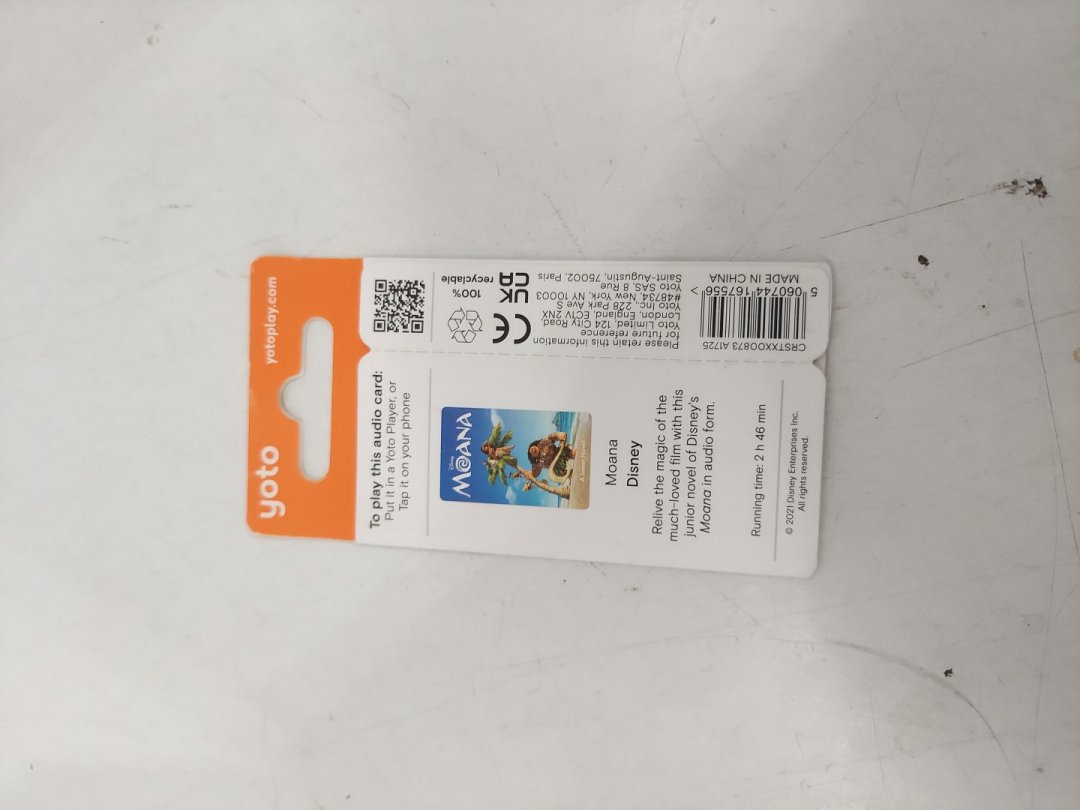 yoto
yotoplay.com
To play this audio card:
Put it in a Yoto Player, or
Tap it on your phone
Disney
MOANA
A Junior Novel
Moana
Disney
Relive the magic of the
much-loved film with this
junior novel of Disney's
Moana in audio form.
Running time: 2 h 46 min
© 2021 Disney Enterprises Inc.
All rights reserved.
100%
recyclable
CE
UK
CA
Please retain this information
for future reference
Yoto Limited, 124 City Road,
London, England, EC1V 2NX
Yoto Inc., 228 Park Ave S
#48734, New York, NY 10003
Yoto SAS, 8 Rue
Saint-Augustin, 75002, Paris
CRSTXX00873 A1725
5 060744 167556 >
MADE IN CHINA